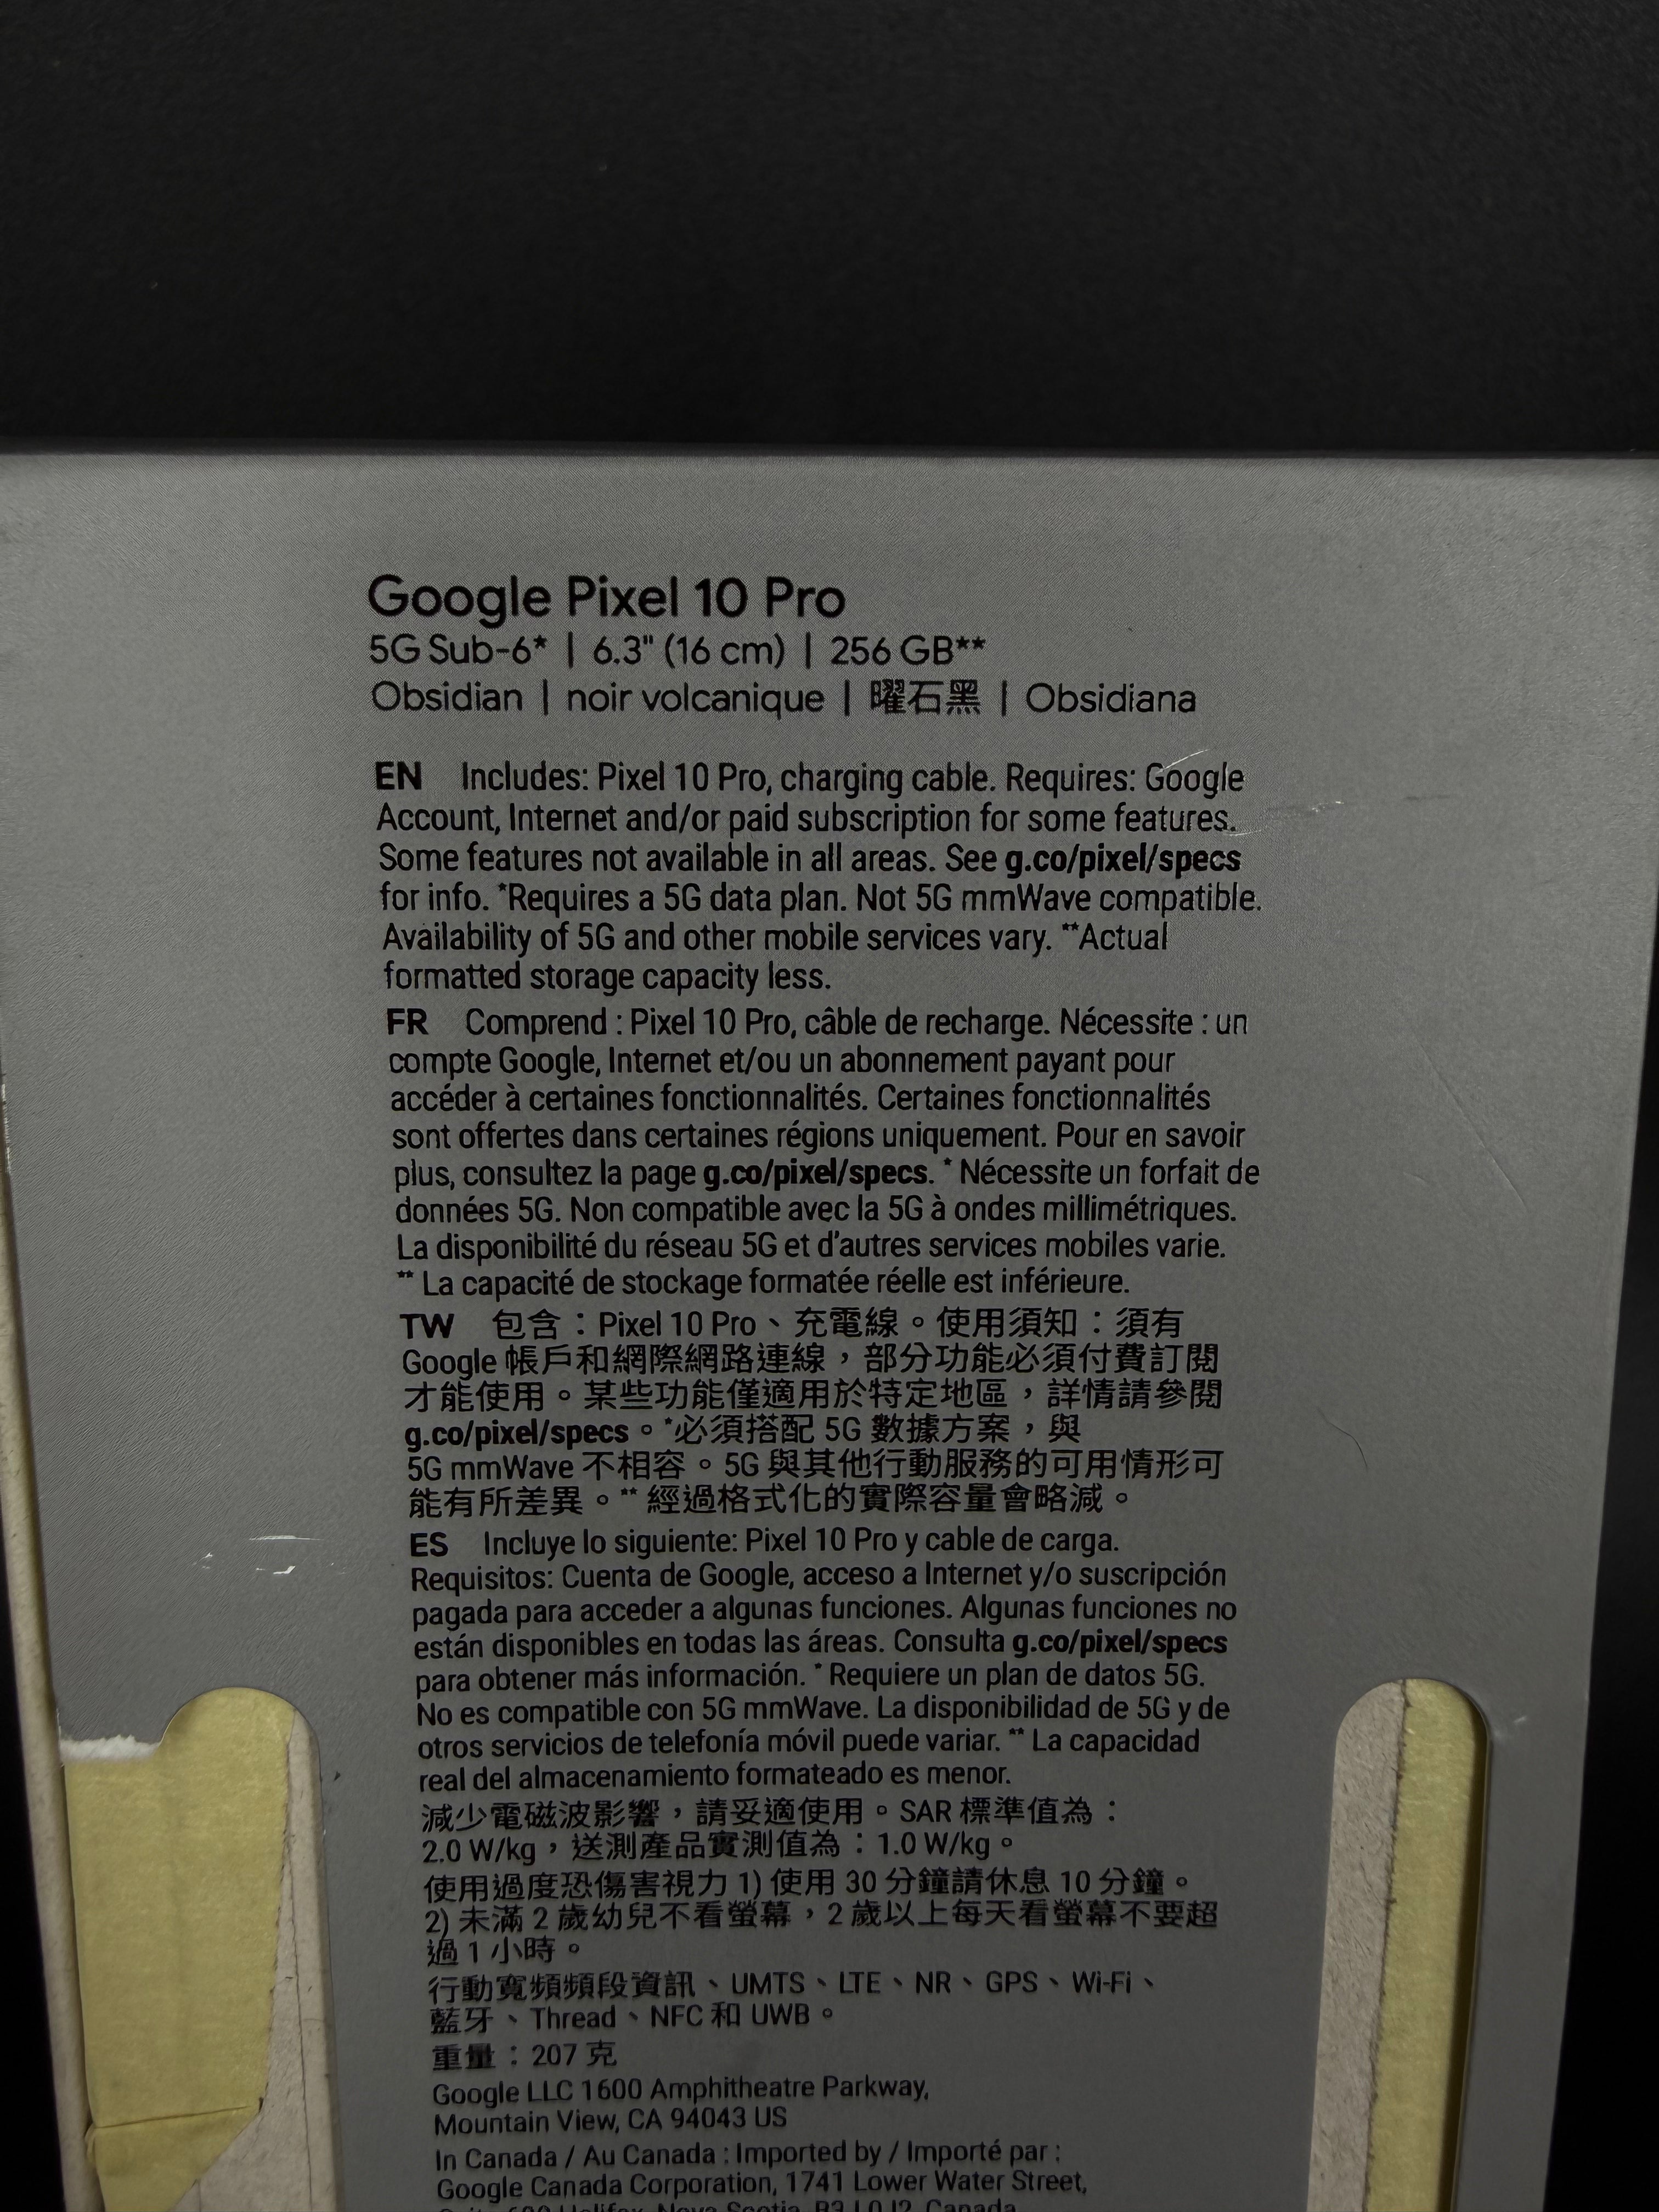 Google Pixel 10 Pro
5G Sub-6* | 6.3" (16 cm) | 256 GB**
Obsidian | noir volcanique | 曜石黑 | Obsidiana
EN Includes: Pixel 10 Pro, charging cable. Requires: Google
Account, Internet and/or paid subscription for some features.
Some features not available in all areas. See g.co/pixel/specs
for info. *Requires a 5G data plan. Not 5G mmWave compatible.
Availability of 5G and other mobile services vary. **Actual
formatted storage capacity less.
FR Comprend : Pixel 10 Pro, câble de recharge. Nécessite : un
compte Google, Internet et/ou un abonnement payant pour
accéder à certaines fonctionnalités. Certaines fonctionnalités
sont offertes dans certaines régions uniquement. Pour en savoir
plus, consultez la page g.co/pixel/specs. * Nécessite un forfait de
données 5G. Non compatible avec la 5G à ondes millimétriques.
La disponibilité du réseau 5G et d'autres services mobiles varie.
** La capacité de stockage formatée réelle est inférieure.
TW 包含：Pixel 10 Pro、充電線。使用須知：須有
Google 帳戶和網際網路連線，部分功能必須付費訂閱
才能使用。某些功能僅適用於特定地區，詳情請參閱
g.co/pixel/specs。*必須搭配 5G 數據方案，與
5G mmWave 不相容。5G 與其他行動服務的可用情形可
能有所差異。** 經過格式化的實際容量會略減。
ES Incluye lo siguiente: Pixel 10 Pro y cable de carga.
Requisitos: Cuenta de Google, acceso a Internet y/o suscripción
pagada para acceder a algunas funciones. Algunas funciones no
están disponibles en todas las áreas. Consulta g.co/pixel/specs
para obtener más información. * Requiere un plan de datos 5G.
No es compatible con 5G mmWave. La disponibilidad de 5G y de
otros servicios de telefonía móvil puede variar. ** La capacidad
real del almacenamiento formateado es menor.
減少電磁波影響，請妥適使用。SAR 標準值為：
2.0 W/kg，送測產品實測值為：1.0 W/kg。
使用過度恐傷害視力 1) 使用 30 分鐘請休息 10 分鐘。
2) 未滿 2 歲幼兒不看螢幕，2 歲以上每天看螢幕不要超
過 1 小時。
行動寬頻頻段資訊、UMTS、LTE、NR、GPS、Wi-Fi、
藍牙、Thread、NFC 和 UWB。
重量：207 克
Google LLC 1600 Amphitheatre Parkway,
Mountain View, CA 94043 US
In Canada / Au Canada : Imported by / Importé par :
Google Canada Corporation, 1741 Lower Water Street,
Halifax, Nova Scotia, Canada